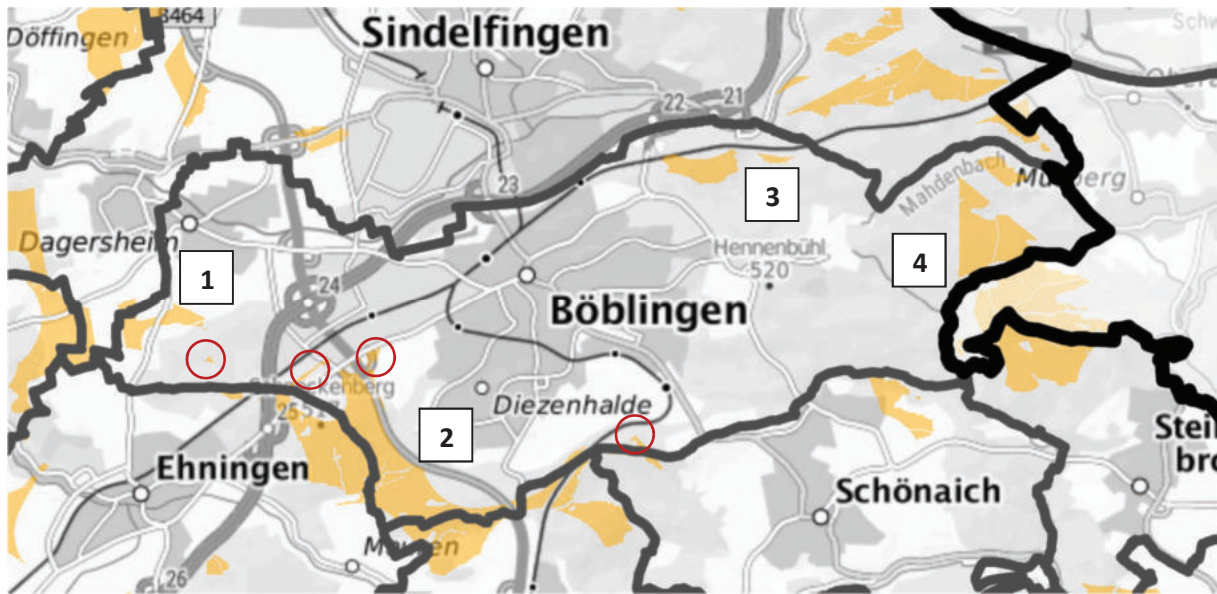 8464
Döffingen
Sindelfingen
22
21
23
Mahdenbach
3
Dagersheim
1
Hennenbühl
520
4
24
Böblingen
Diezenhalde
25
2
Ehningen
Schönaich
26